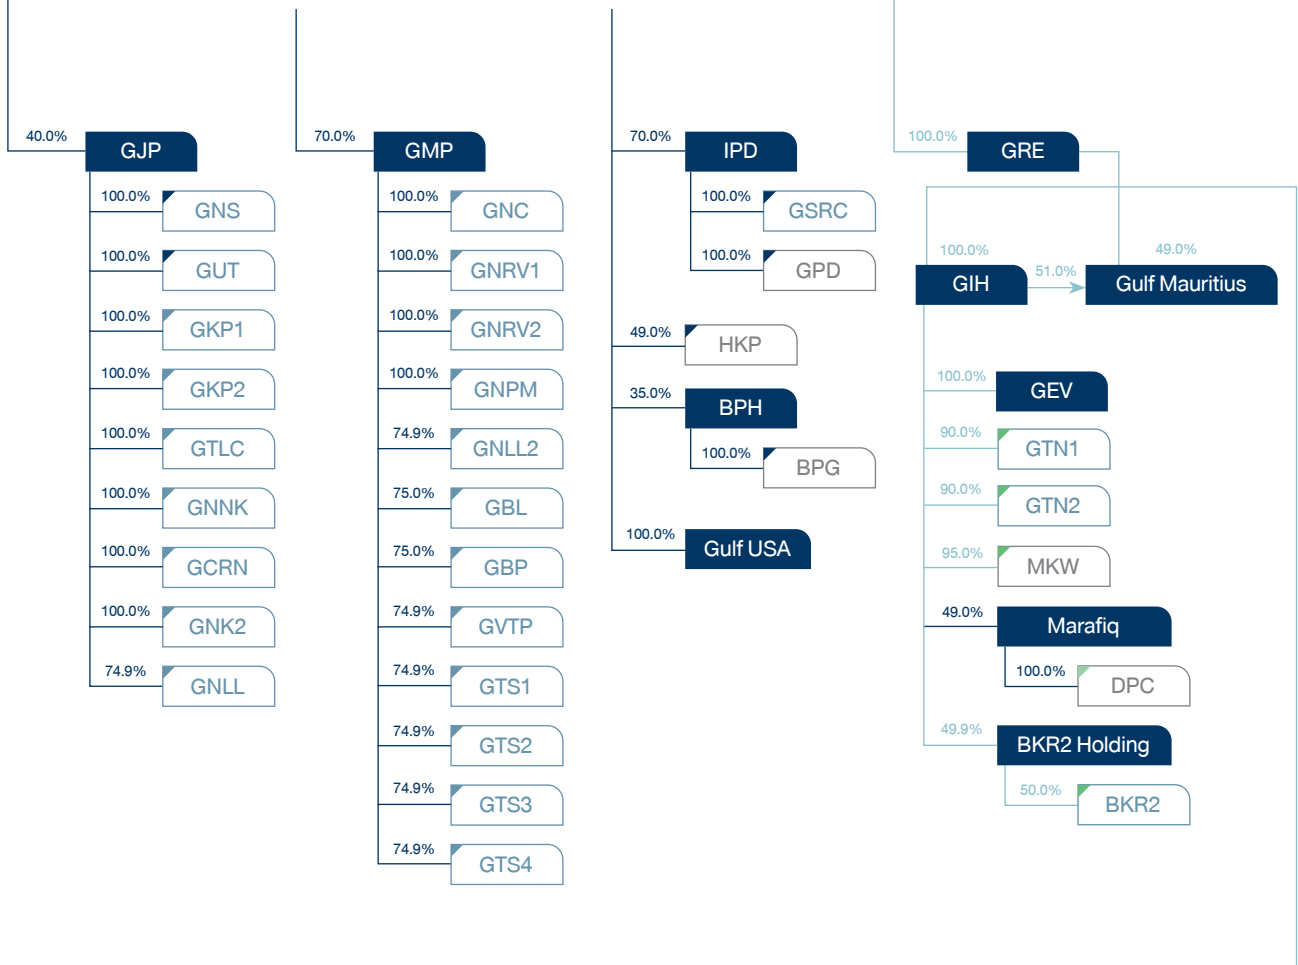 40.0%
GJP
100.0%
GNS
100.0%
GUT
100.0%
GKP1
100.0%
GKP2
100.0%
GTLC
100.0%
GNNK
100.0%
GCRN
100.0%
GNK2
74.9%
GNLL
70.0%
GMP
100.0%
GNC
100.0%
GNRV1
100.0%
GNRV2
100.0%
GNPM
74.9%
GNLL2
75.0%
GBL
75.0%
GBP
74.9%
GVTP
74.9%
GTS1
74.9%
GTS2
74.9%
GTS3
74.9%
GTS4
70.0%
IPD
100.0%
GSRC
100.0%
GPD
49.0%
HKP
35.0%
BPH
100.0%
BPG
100.0%
Gulf USA
100.0%
GRE
100.0%
GIH
51.0%
49.0%
Gulf Mauritius
100.0%
GEV
90.0%
GTN1
90.0%
GTN2
95.0%
MKW
49.0%
Marafiq
100.0%
DPC
49.9%
BKR2 Holding
50.0%
BKR2